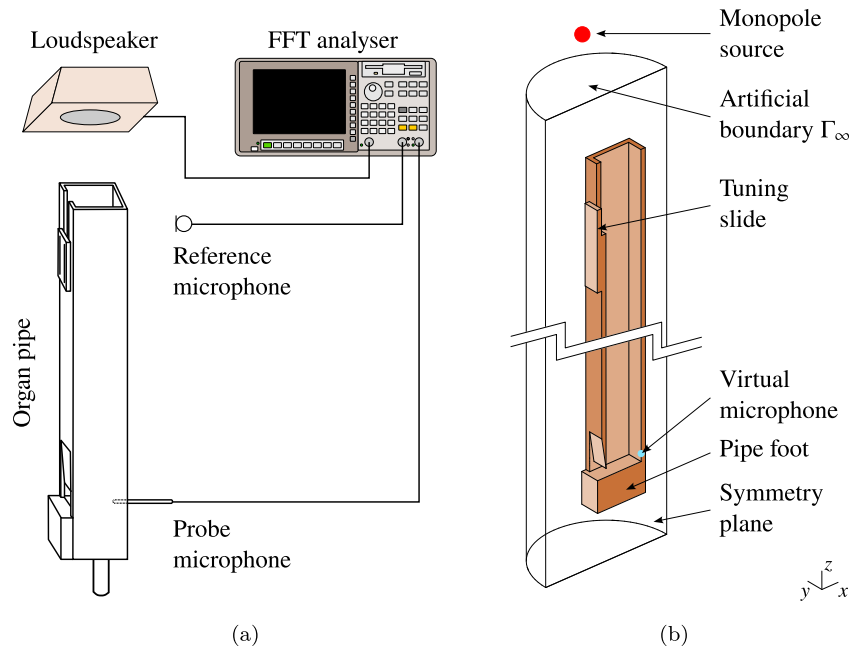 Loudspeaker
FFT analyser
Reference
microphone
Organ pipe
Probe
microphone
(a)
Monopole
source
Artificial
boundary Γ∞
Tuning
slide
Virtual
microphone
Pipe foot
Symmetry
plane
z
y
x
(b)